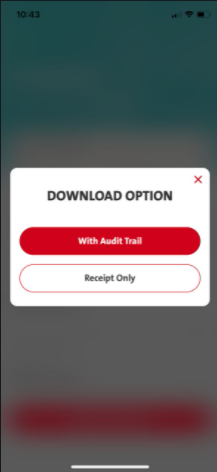 10:43
DOWNLOAD OPTION
With Audit Trail
Receipt Only